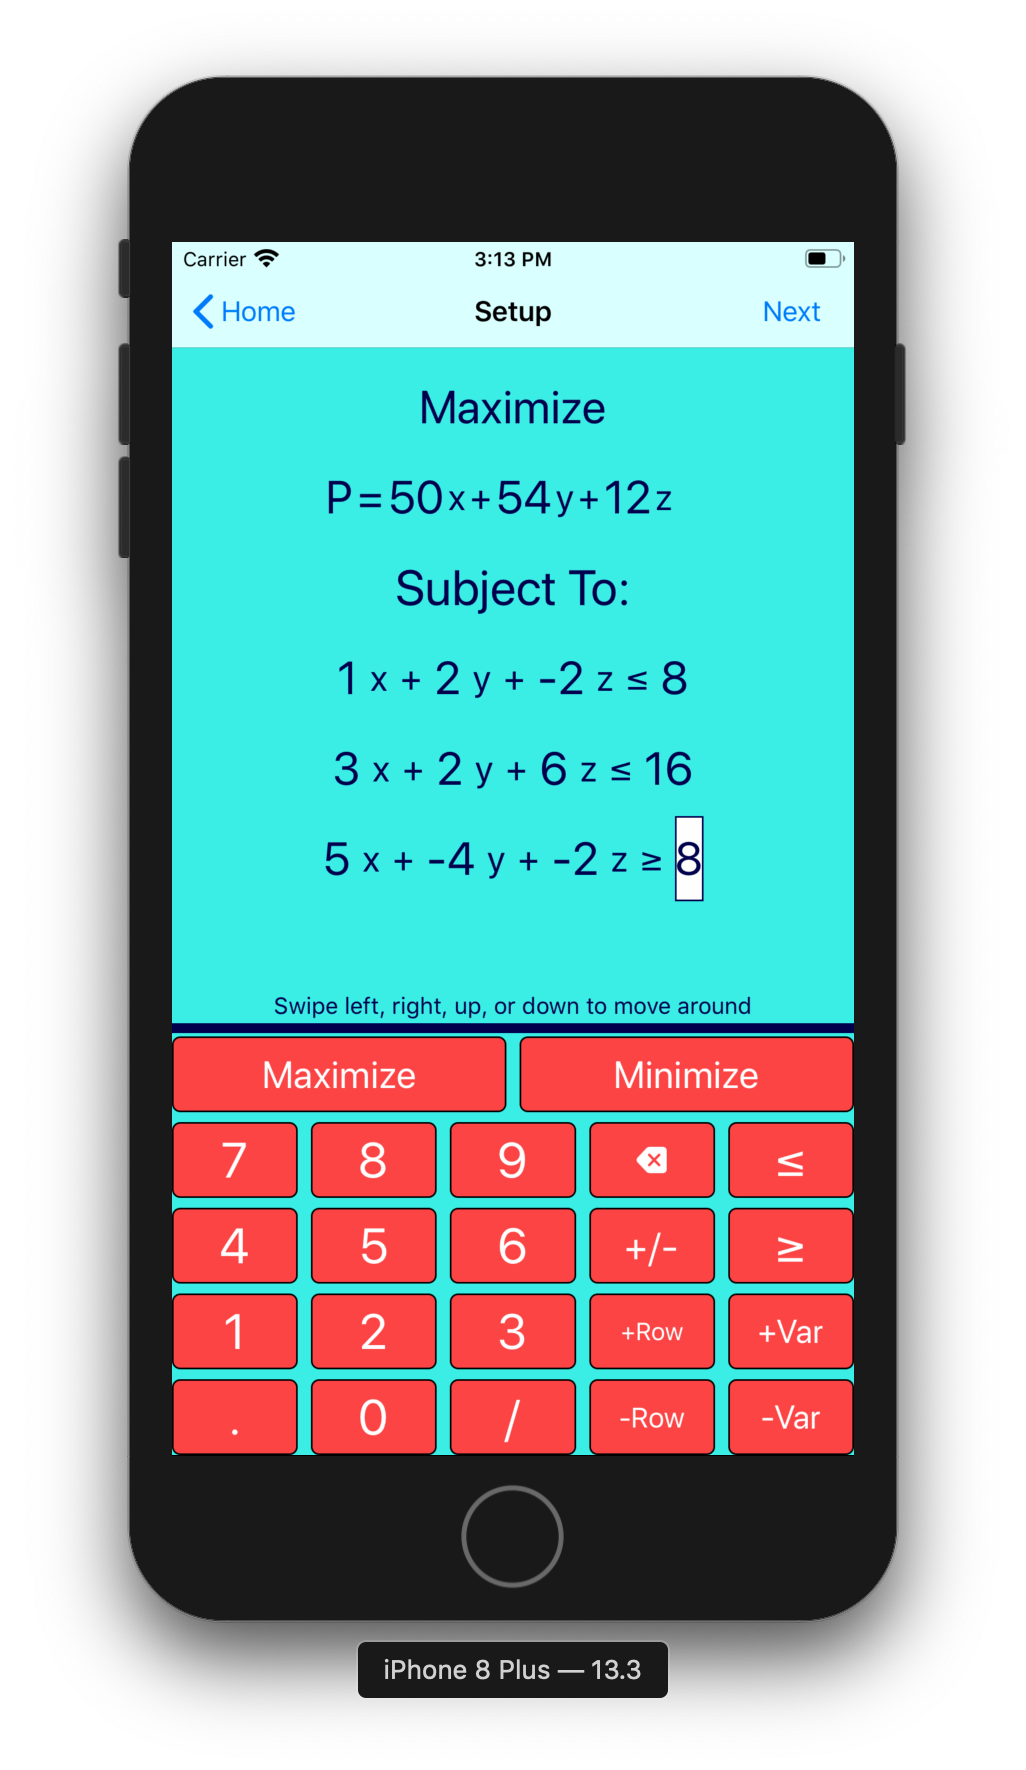 Carrier 3:13 PM
Home Setup Next
Maximize
P=50x+54y+12z
Subject To:
1 x + 2 y + -2 z ≤ 8
3 x + 2 y + 6 z ≤ 16
5 x + -4 y + -2 z ≥ 8
Swipe left, right, up, or down to move around
Maximize Minimize
7 8 9 ≤
4 5 6 +/- ≥
1 2 3 +Row +Var
. 0 / -Row -Var
iPhone 8 Plus — 13.3